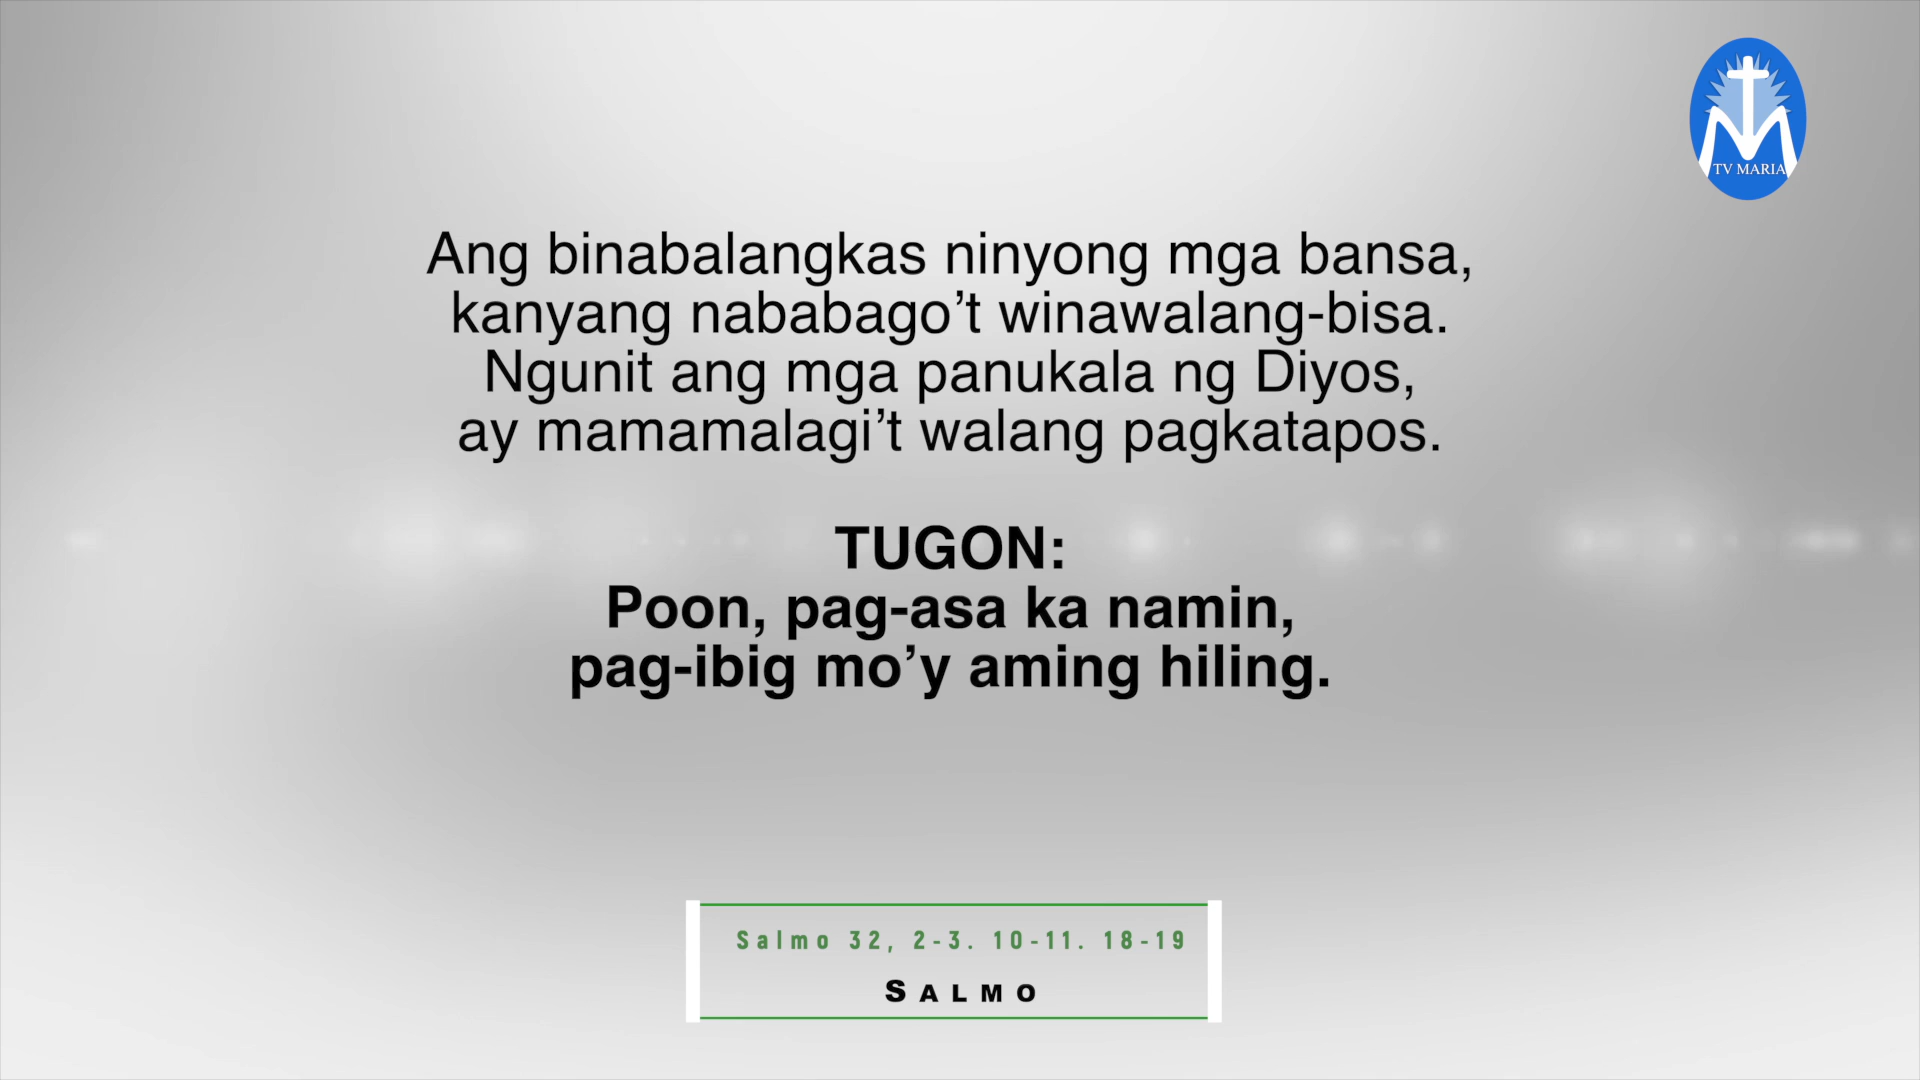 TV MARIA
Ang binabalangkas ninyong mga bansa,
kanyang nababago’t winawalang-bisa.
Ngunit ang mga panukala ng Diyos,
ay mamamalagi’t walang pagkatapos.
TUGON:
Poon, pag-asa ka namin,
pag-ibig mo’y aming hiling.
Salmo 32, 2-3. 10-11. 18-19
SALMO